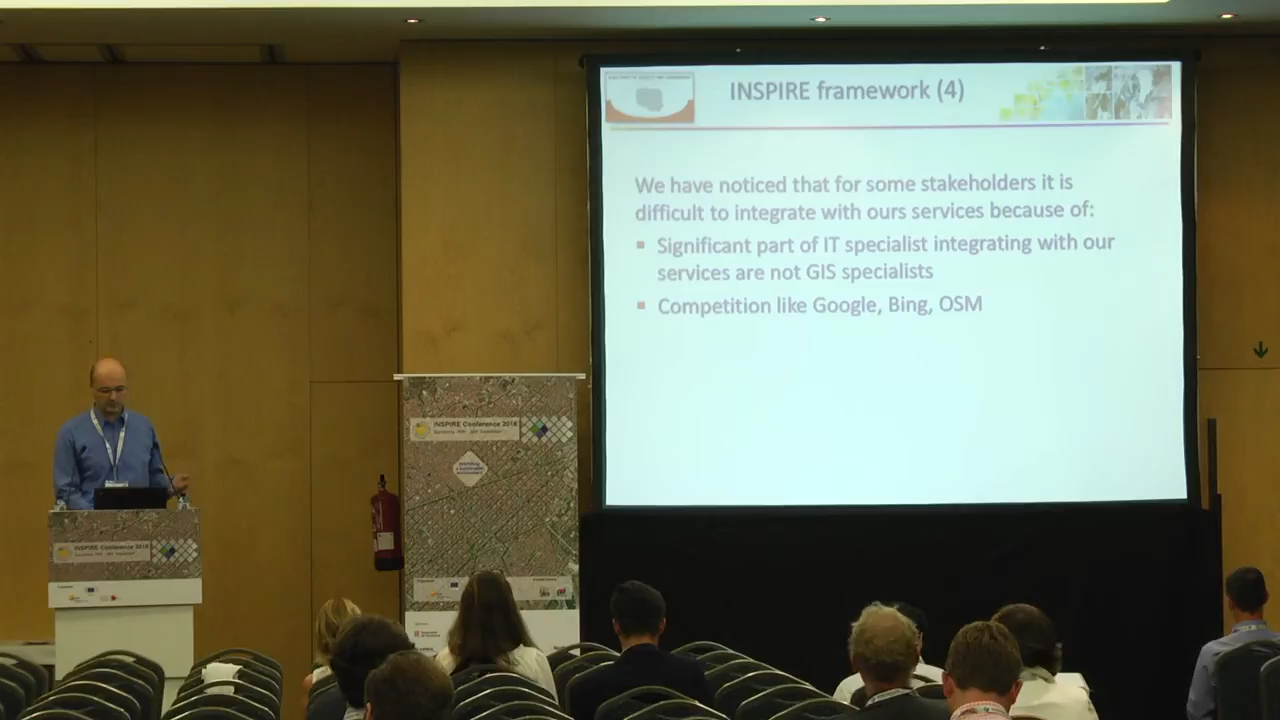 INSPIRE framework (4)
We have noticed that for some stakeholders it is
difficult to integrate with ours services because of:
▪ Significant part of IT specialist integrating with our
services are not GIS specialists
▪ Competition like Google, Bing, OSM
INSPIRE Conference 2018
INSPIRE Conference 2018